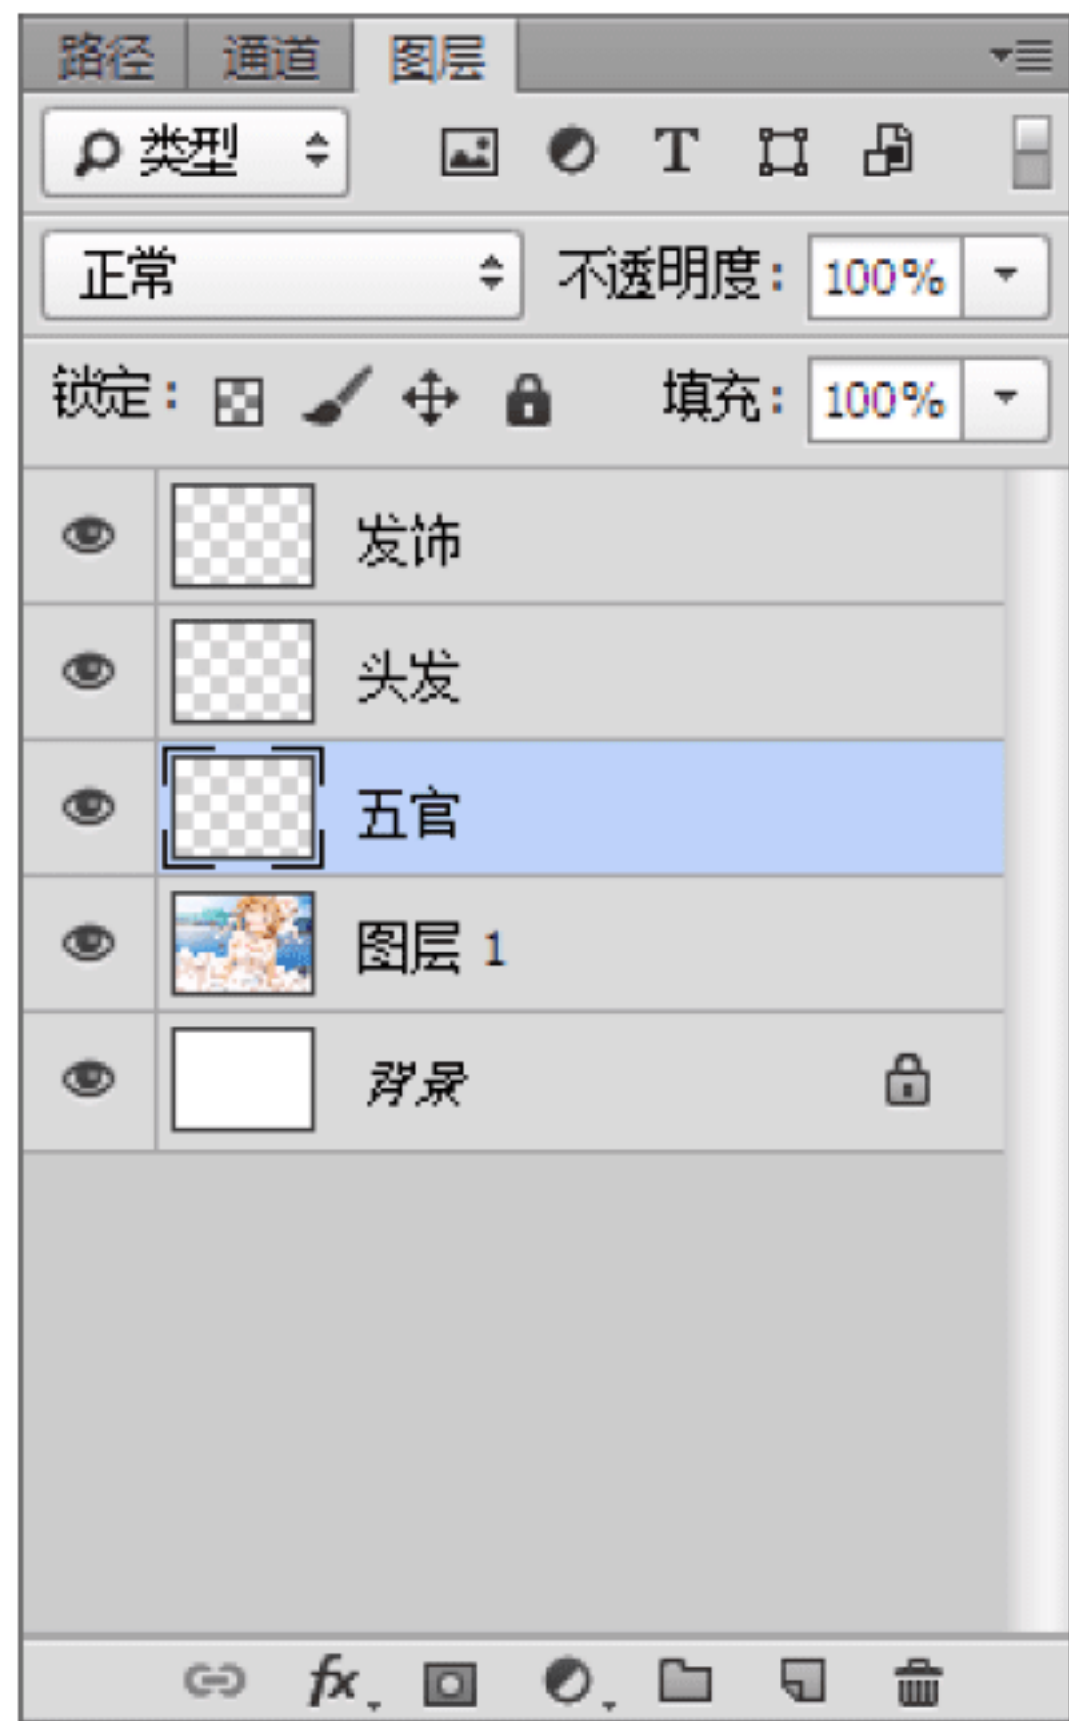 路径 通道 图层
类型 T
正常 不透明度: 100%
锁定: 填充: 100%
发饰
头发
五官
图层 1
背景
fx.